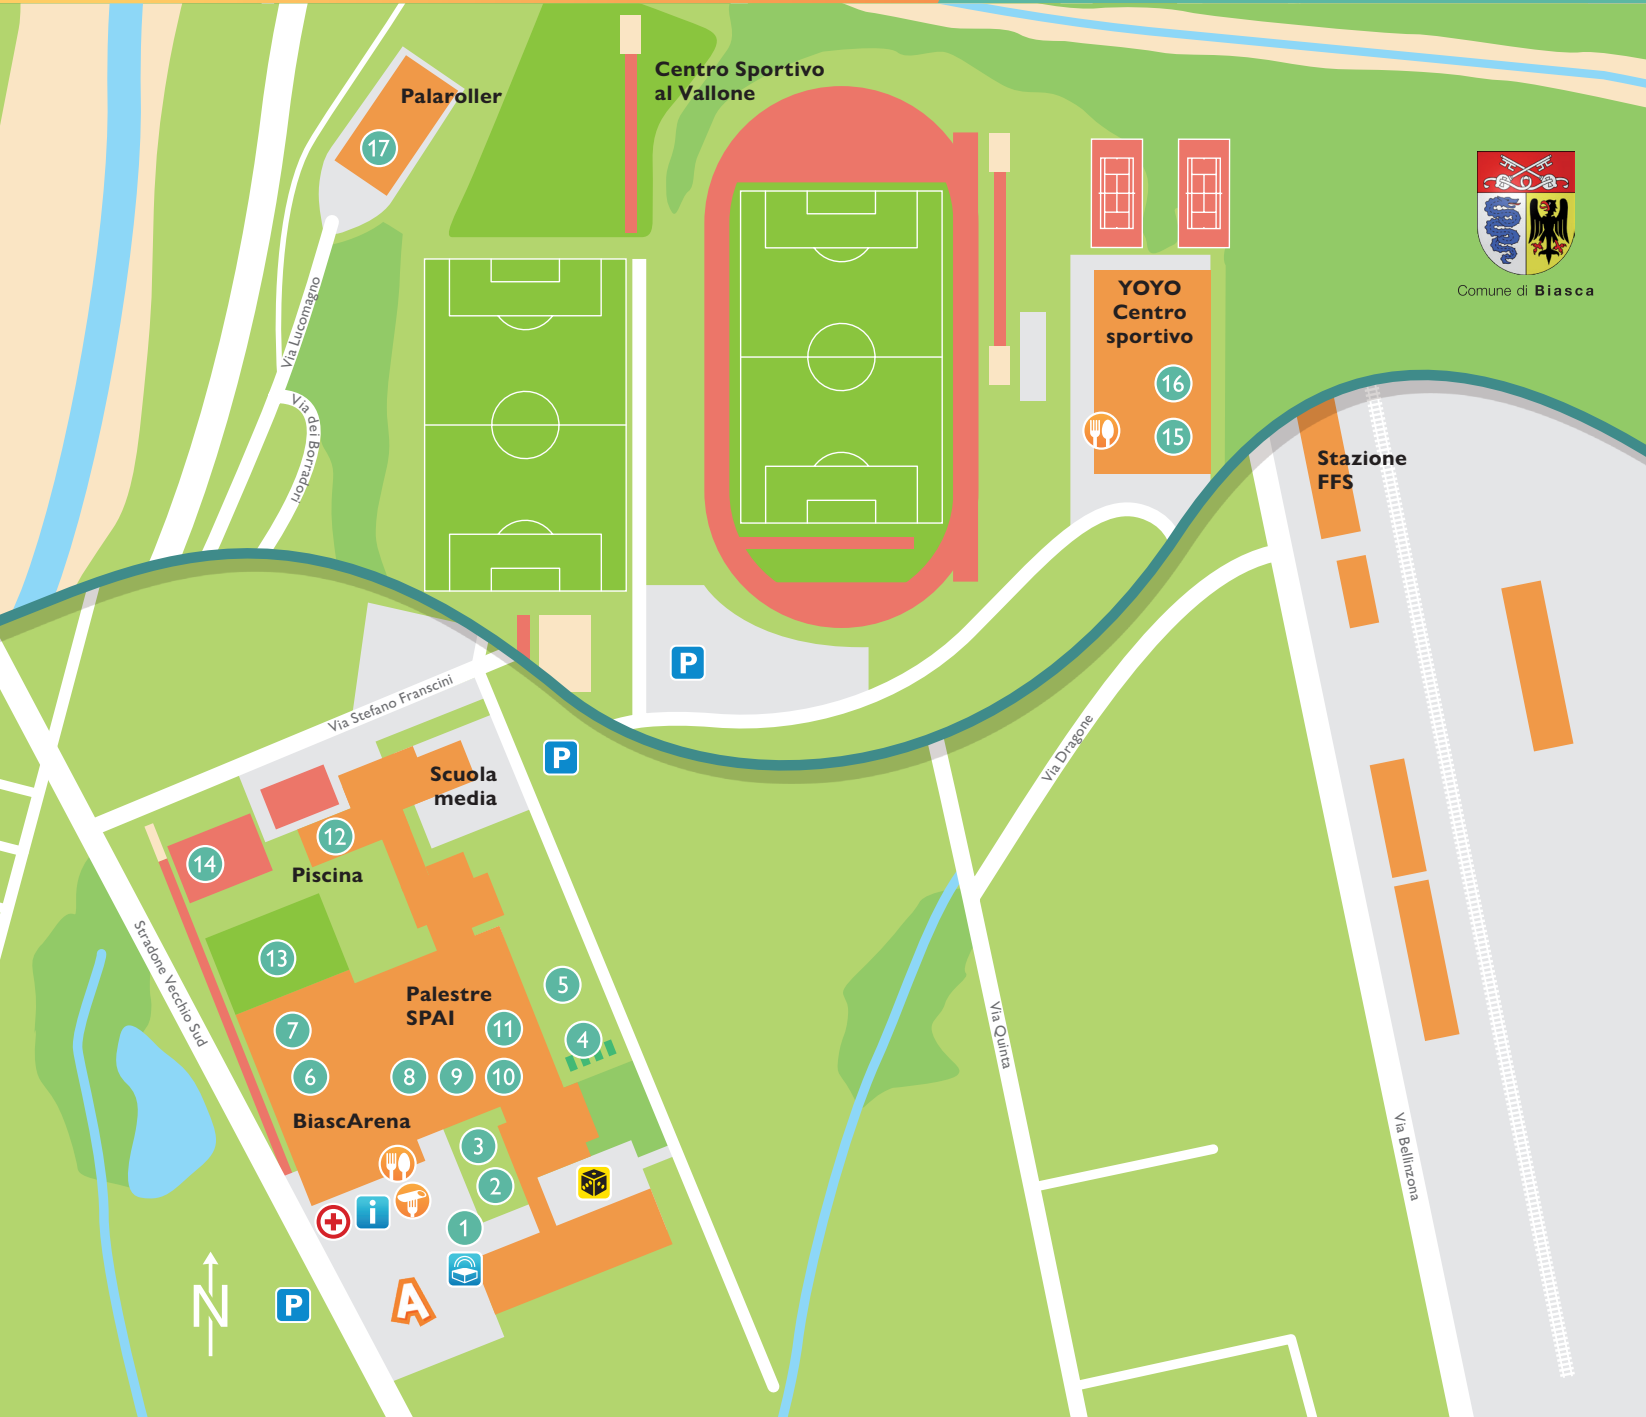 Palaroller
17
Centro Sportivo
al Vallone
Comune di Biasca
YOYO
Centro
sportivo
16
15
Via Lucomagno
Via dei Borradori
Stazione
FFS
P
Via Stefano Franscini
P
Via Dragone
Scuola
media
12
14
Piscina
13
Stradone Vecchio Sud
Palestre
SPAI
5
7
11
4
6
8
9
10
Via Quinta
BiascArena
3
2
i
1
Via Bellinzona
N
P
A